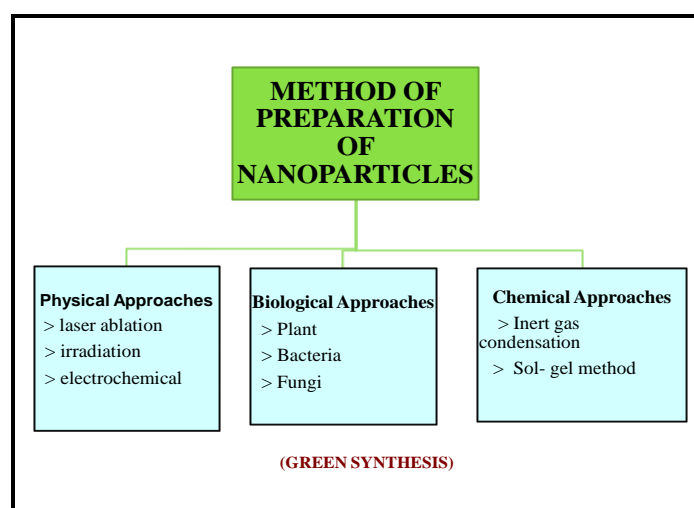 METHOD OF
PREPARATION
OF
NANOPARTICLES
Physical Approaches
> laser ablation
> irradiation
> electrochemical
Biological Approaches
> Plant
> Bacteria
> Fungi
Chemical Approaches
> Inert gas
condensation
> Sol- gel method
(GREEN SYNTHESIS)